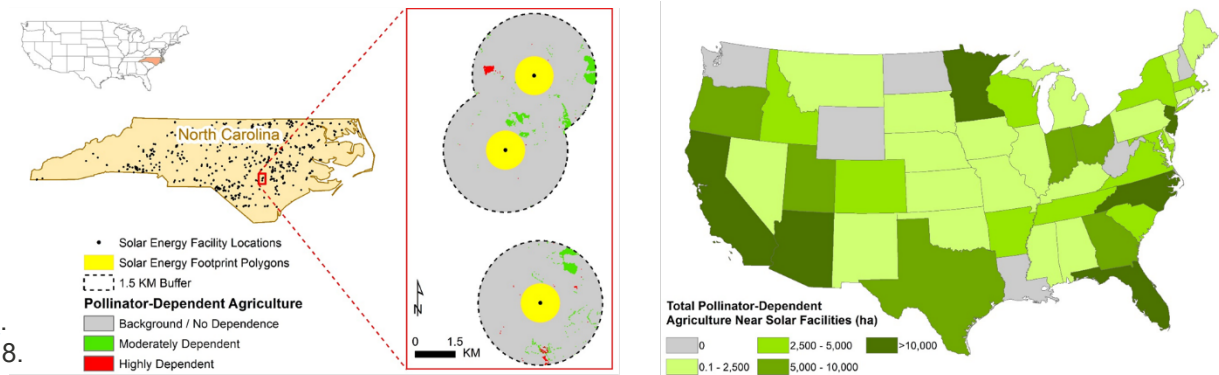 North Carolina
Solar Energy Facility Locations
Solar Energy Footprint Polygons
1.5 KM Buffer
Pollinator-Dependent Agriculture
Background / No Dependence
Moderately Dependent
Highly Dependent
.
8.
N
0 1.5
KM
Total Pollinator-Dependent
Agriculture Near Solar Facilities (ha)
0
2,500 - 5,000
>10,000
0.1 - 2,500
5,000 - 10,000